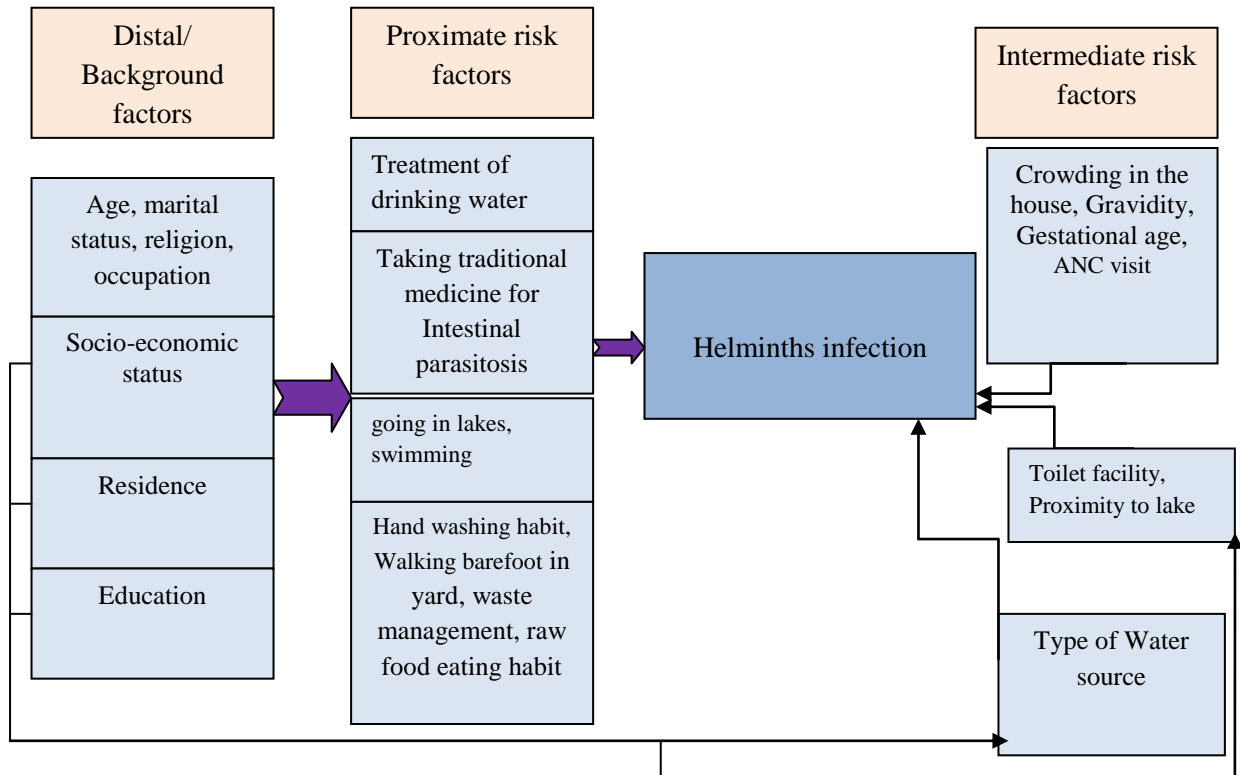 Distal/
Background
factors
Proximate risk
factors
Intermediate risk
factors
Age, marital
status, religion,
occupation
Socio-economic
status
Residence
Education
Treatment of
drinking water
Taking traditional
medicine for
Intestinal
parasitosis
going in lakes,
swimming
Hand washing habit,
Walking barefoot in
yard, waste
management, raw
food eating habit
Helminths infection
Crowding in the
house, Gravidity,
Gestational age,
ANC visit
Toilet facility,
Proximity to lake
Type of Water
source